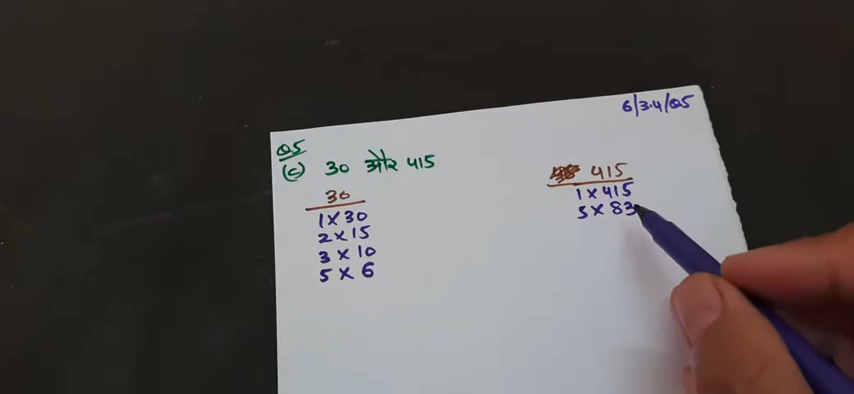 6/3.4/Q5
Q5
(c) 30 और 415
30
1 x 30
2 x 15
3 x 10
5 x 6
415
1 x 415
5 x 83